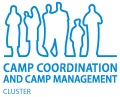 CAMP COORDINATION
AND CAMP MANAGEMENT
CLUSTER